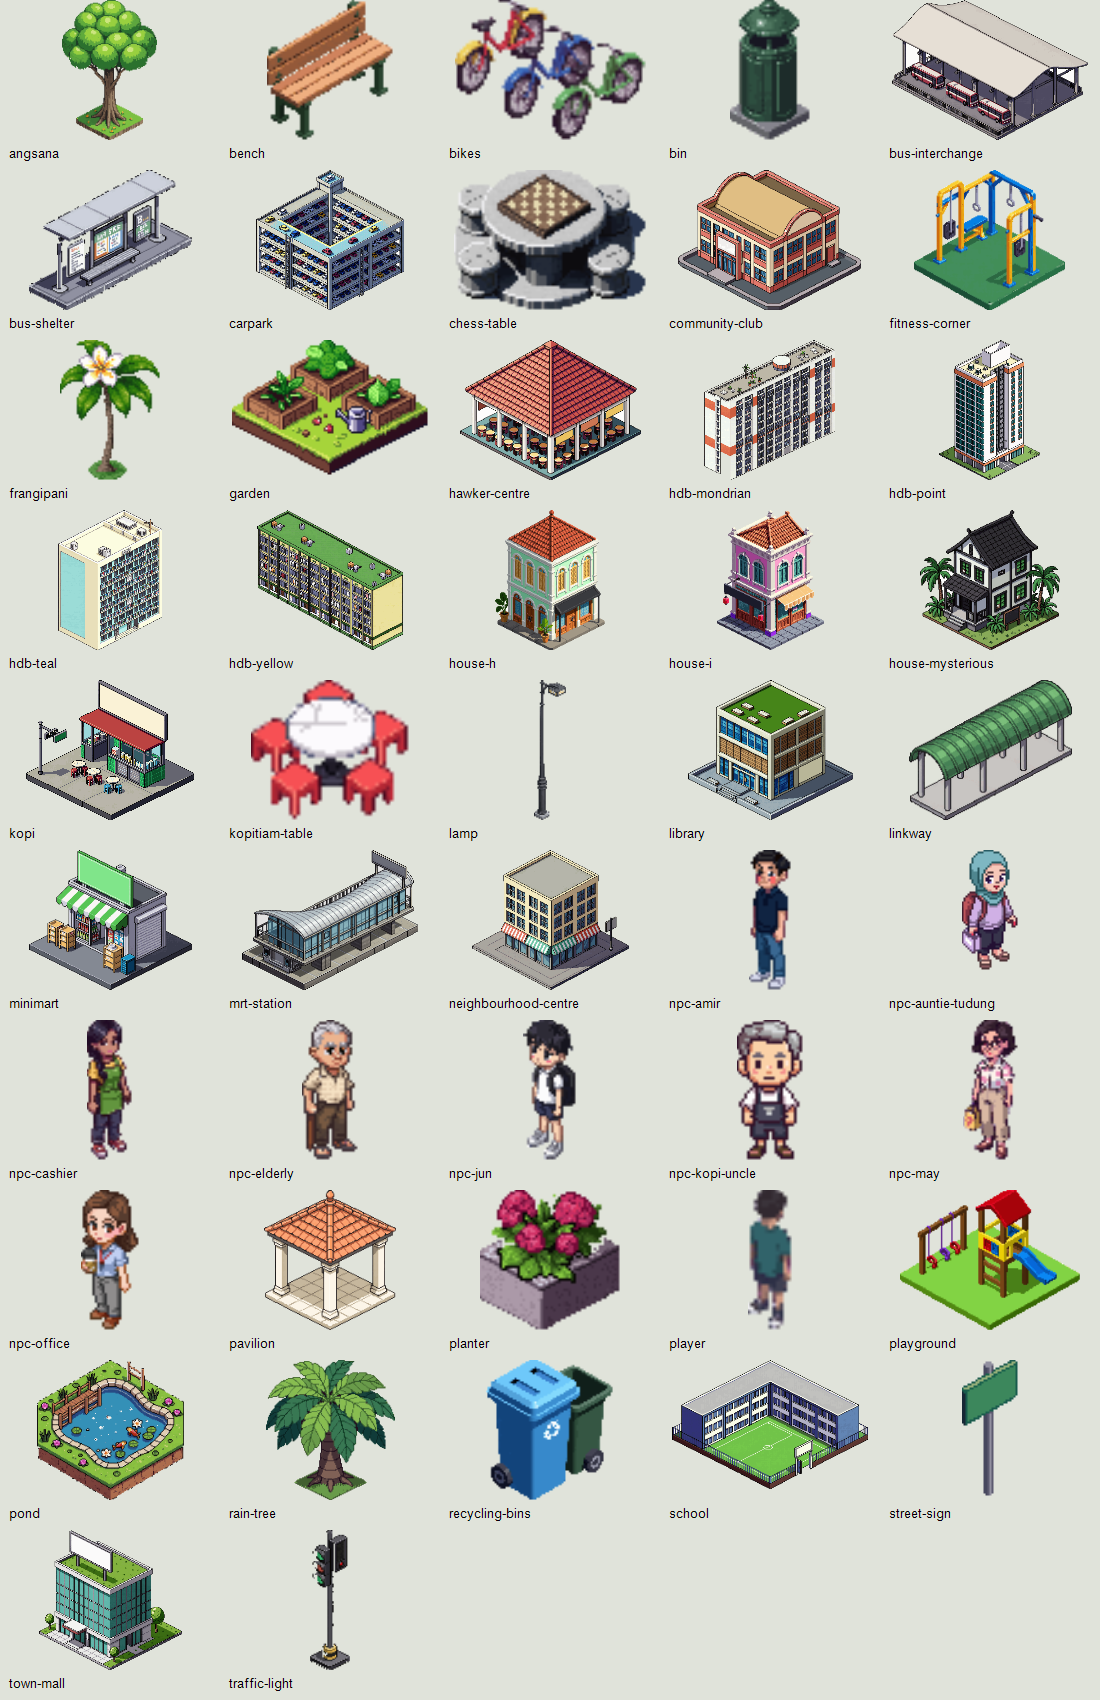 angsana
bench
bikes
bin
bus-interchange
bus-shelter
carpark
chess-table
community-club
fitness-corner
frangipani
garden
hawker-centre
hdb-mondrian
hdb-point
hdb-teal
hdb-yellow
house-h
house-i
house-mysterious
kopi
kopitiam-table
lamp
library
linkway
minimart
mrt-station
neighbourhood-centre
npc-amir
npc-auntie-tudung
npc-cashier
npc-elderly
npc-jun
npc-kopi-uncle
npc-may
npc-office
pavilion
planter
player
playground
pond
rain-tree
recycling-bins
school
street-sign
town-mall
traffic-light